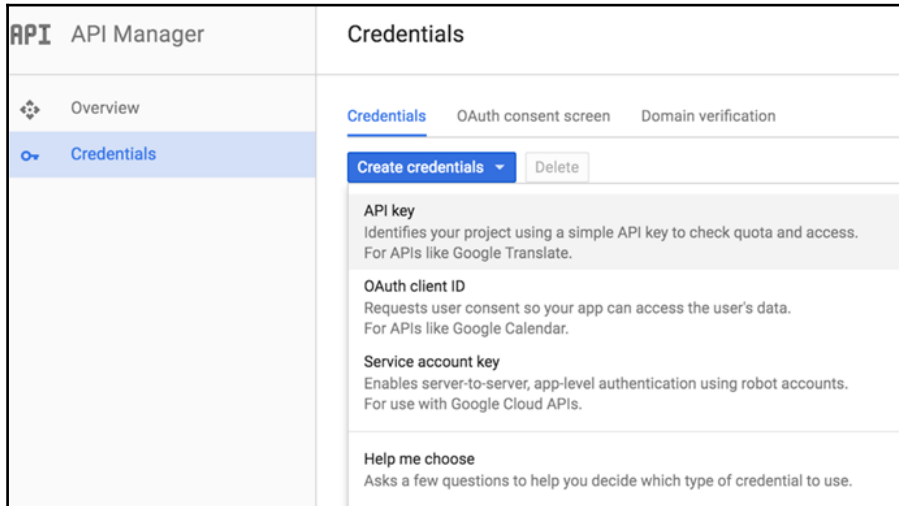 API API Manager
Credentials
Overview
Credentials
Credentials OAuth consent screen Domain verification
Create credentials Delete
API key
Identifies your project using a simple API key to check quota and access.
For APIs like Google Translate.
OAuth client ID
Requests user consent so your app can access the user's data.
For APIs like Google Calendar.
Service account key
Enables server-to-server, app-level authentication using robot accounts.
For use with Google Cloud APIs.
Help me choose
Asks a few questions to help you decide which type of credential to use.